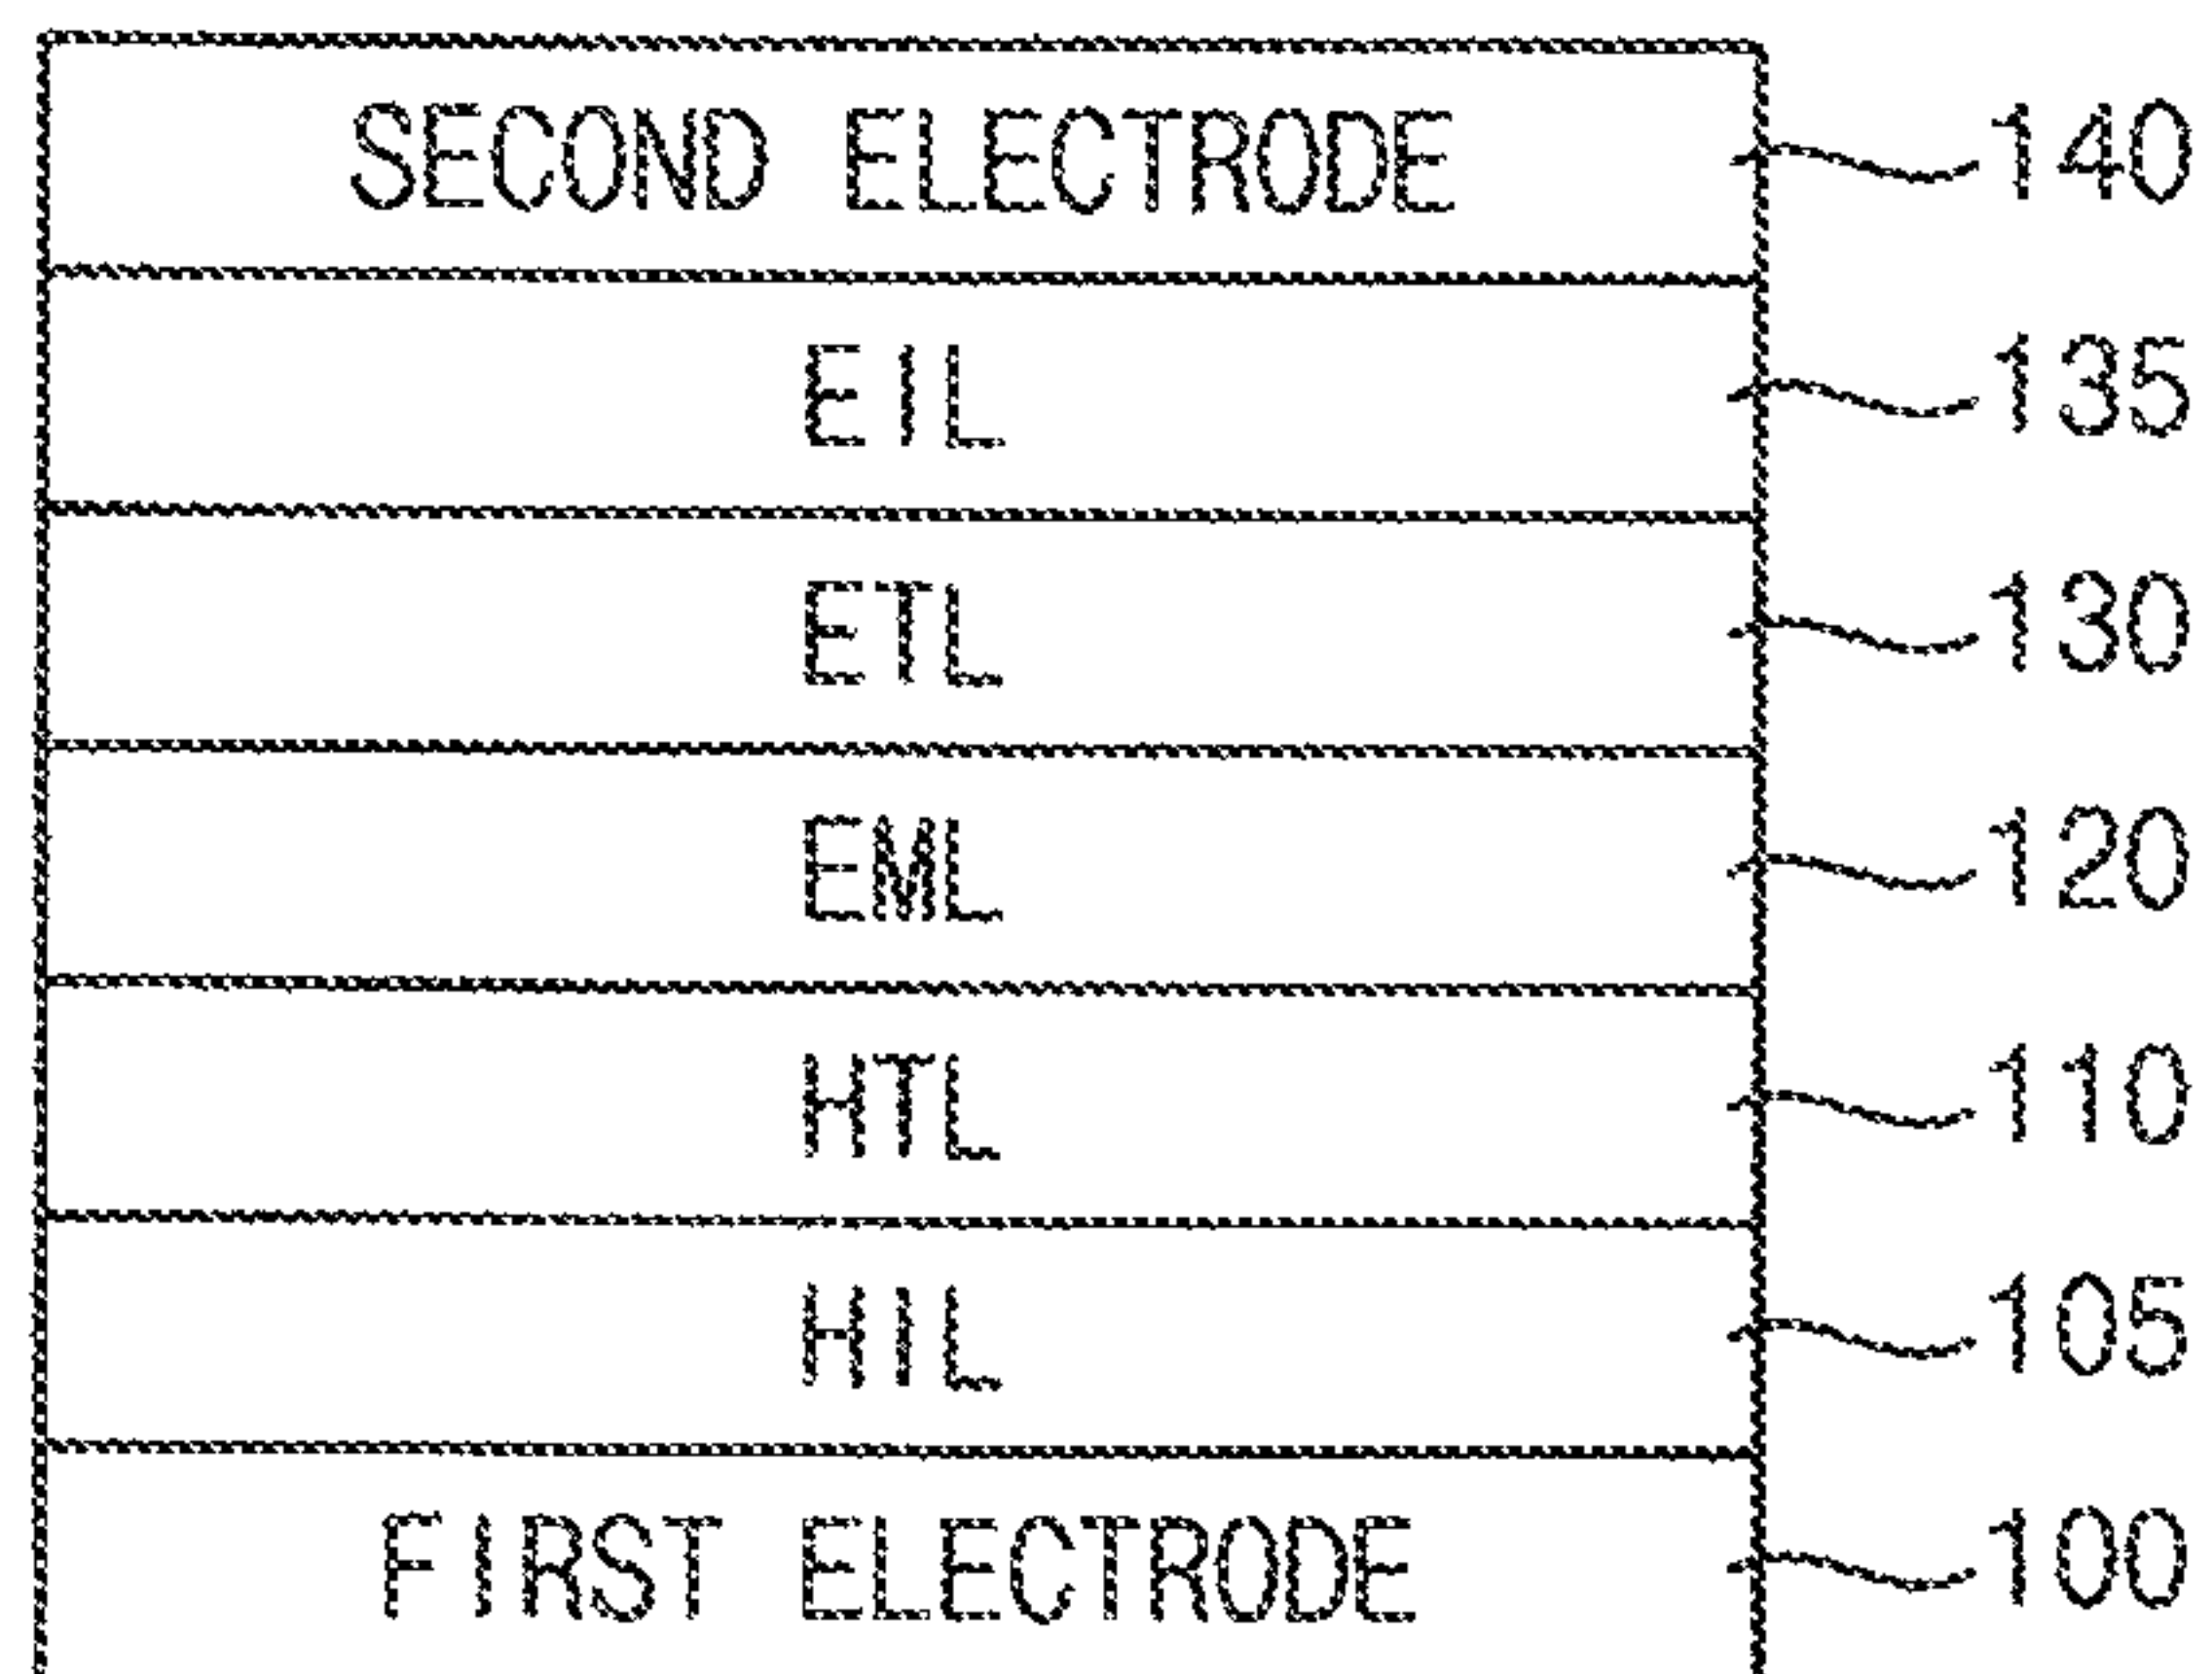 SECOND ELECTRODE 140
EIL 135
ETL 130
EML 120
HTL 110
HIL 105
FIRST ELECTRODE 100